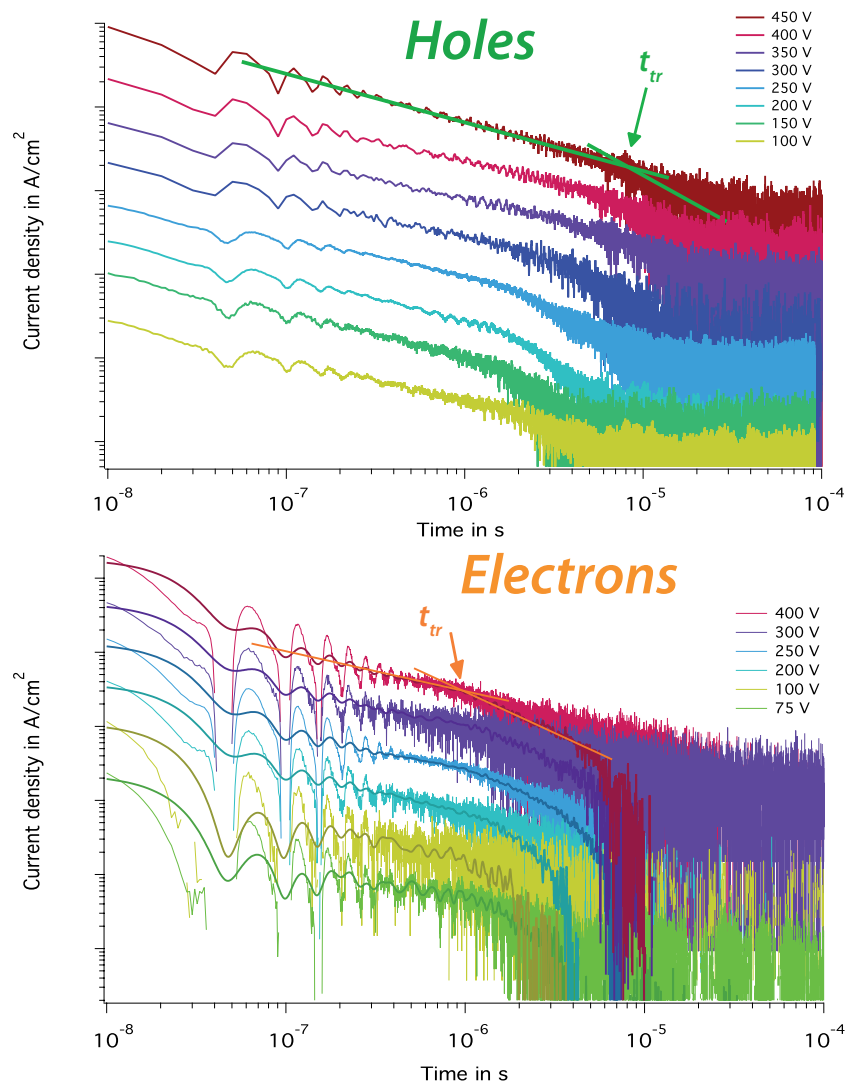 Holes
t_tr
450 V
400 V
350 V
300 V
250 V
200 V
150 V
100 V
Current density in A/cm²
10⁻⁸
10⁻⁷
10⁻⁶
10⁻⁵
10⁻⁴
Time in s
Electrons
t_tr
400 V
300 V
250 V
200 V
100 V
75 V
Current density in A/cm²
10⁻⁸
10⁻⁷
10⁻⁶
10⁻⁵
10⁻⁴
Time in s